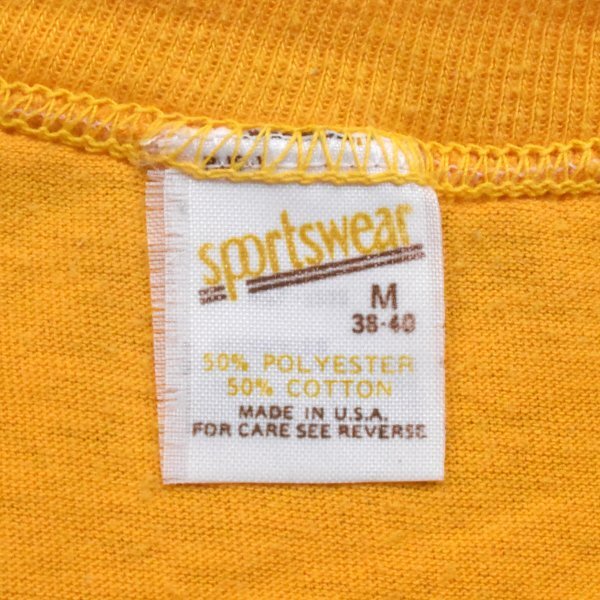 sportswear
M
38-40
50% POLYESTER
50% COTTON
MADE IN U.S.A.
FOR CARE SEE REVERSE